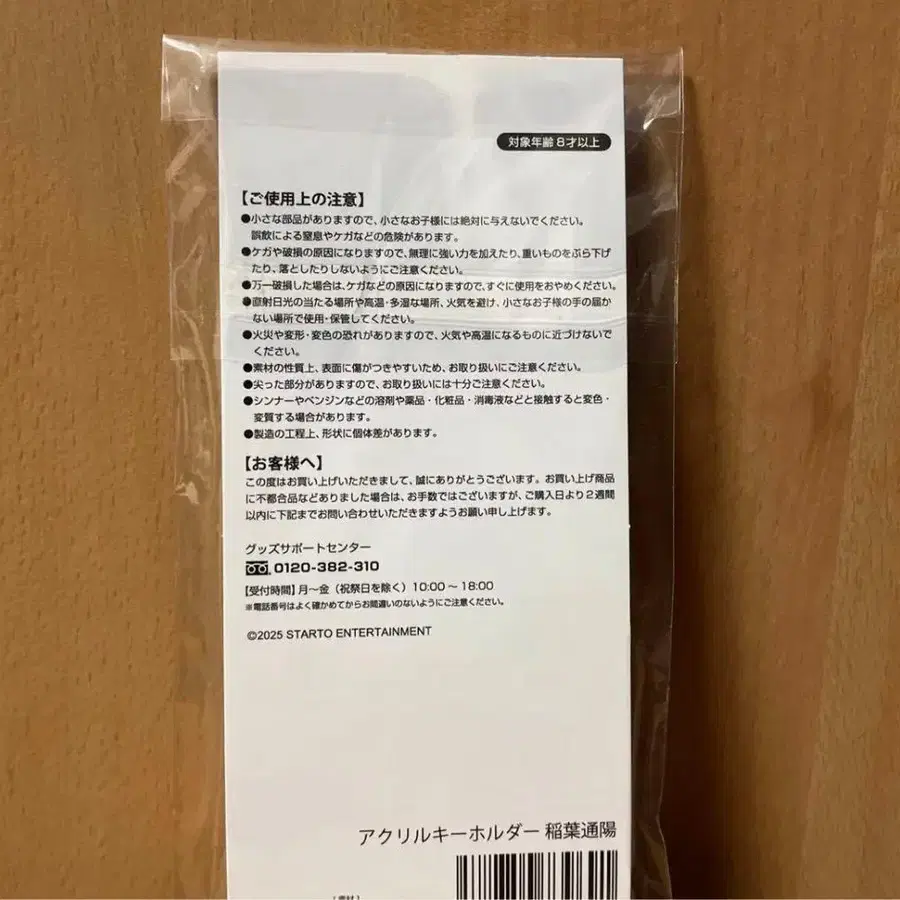 対象年齢8才以上
【ご使用上の注意】
●小さな部品がありますので、小さなお子様には絶対に与えないでください。
誤飲による窒息やケガなどの危険があります。
●ケガや破損の原因になりますので、無理に強い力を加えたり、重いものをぶら下げ
たり、落としたりしないようにご注意ください。
●万一破損した場合は、ケガなどの原因になりますので、すぐに使用をおやめください。
●直射日光の当たる場所や高温・多湿な場所、火気を避け、小さなお子様の手の届か
ない場所で使用・保管してください。
●火災や変形・変色の恐れがありますので、火気や高温になるものに近づけないで
ください。
●素材の性質上、表面に傷がつきやすいため、お取り扱いにご注意ください。
●尖った部分がありますので、お取り扱いには十分ご注意ください。
●シンナーやベンジンなどの溶剤や薬品・化粧品・消毒液などと接触すると変色・
変質する場合があります。
●製造の工程上、形状に個体差があります。
【お客様へ】
この度はお買い上げいただきまして、誠にありがとうございます。お買い上げ商品
に不都合品などありました場合は、お手数ではございますが、ご購入日より2週間
以内に下記までお問い合わせいただきますようお願い申し上げます。
グッズサポートセンター
0120-382-310
【受付時間】月〜金（祝祭日を除く）10:00〜18:00
※電話番号はよく確かめてからお間違いのないようにご注意ください。
©2025 STARTO ENTERTAINMENT
アクリルキーホルダー 稲葉通陽